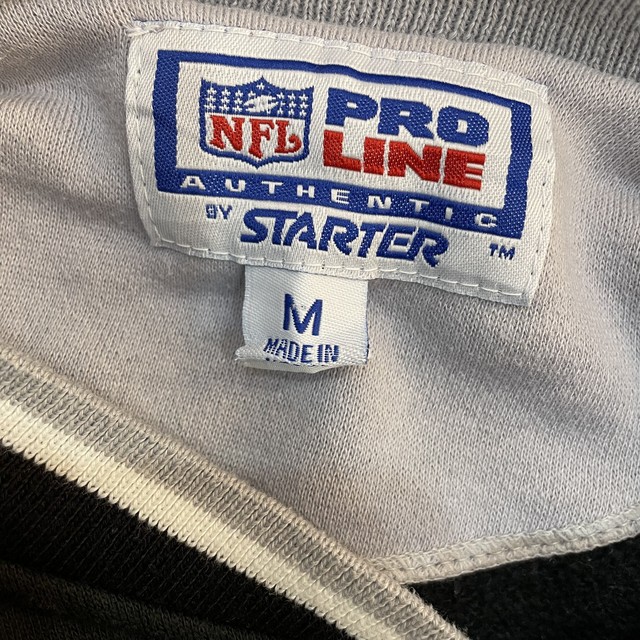 NFL PRO
LINE
AUTHENTIC
BY STARTER ™
M
MADE IN